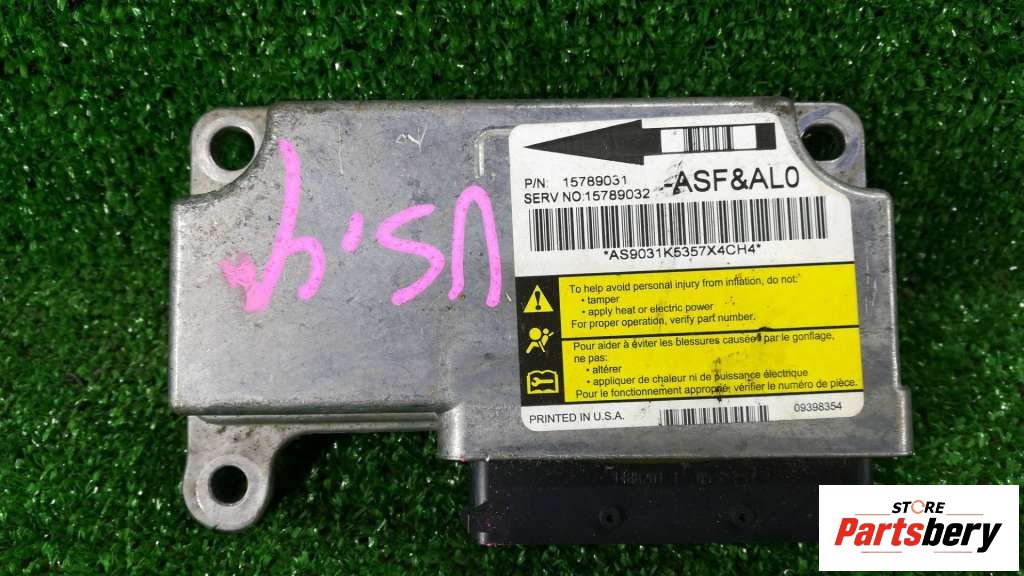 P/N: 15789031
SERV NO:15789032
-ASF&AL0
*AS9031K5357X4CH4*
To help avoid personal injury from inflation, do not:
• tamper
• apply heat or electric power
For proper operation, verify part number.
Pour aider à éviter les blessures causées par le gonflage,
ne pas:
• altérer
• appliquer de chaleur ni de puissance électrique
Pour le fonctionnement approprié, vérifier le numéro de pièce.
PRINTED IN U.S.A.
09398354
STORE
Partsbery